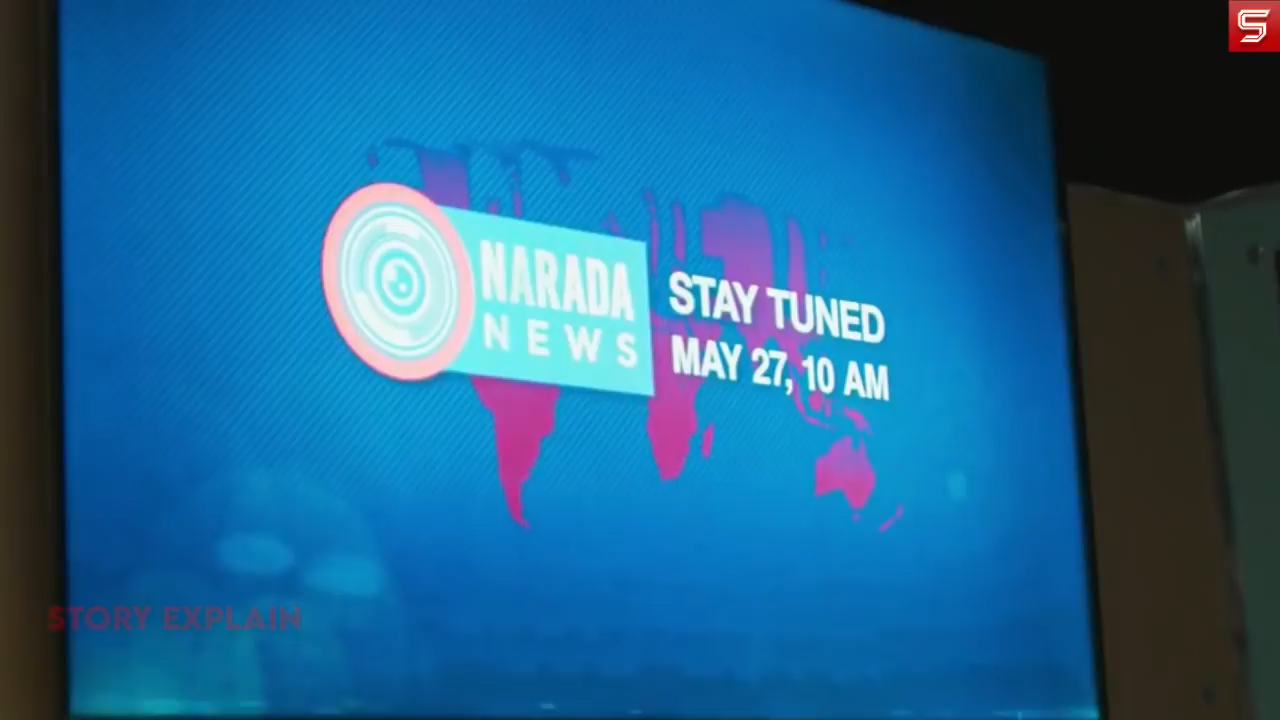 S
NARADA
NEWS
STAY TUNED
MAY 27, 10 AM
STORY EXPLAIN